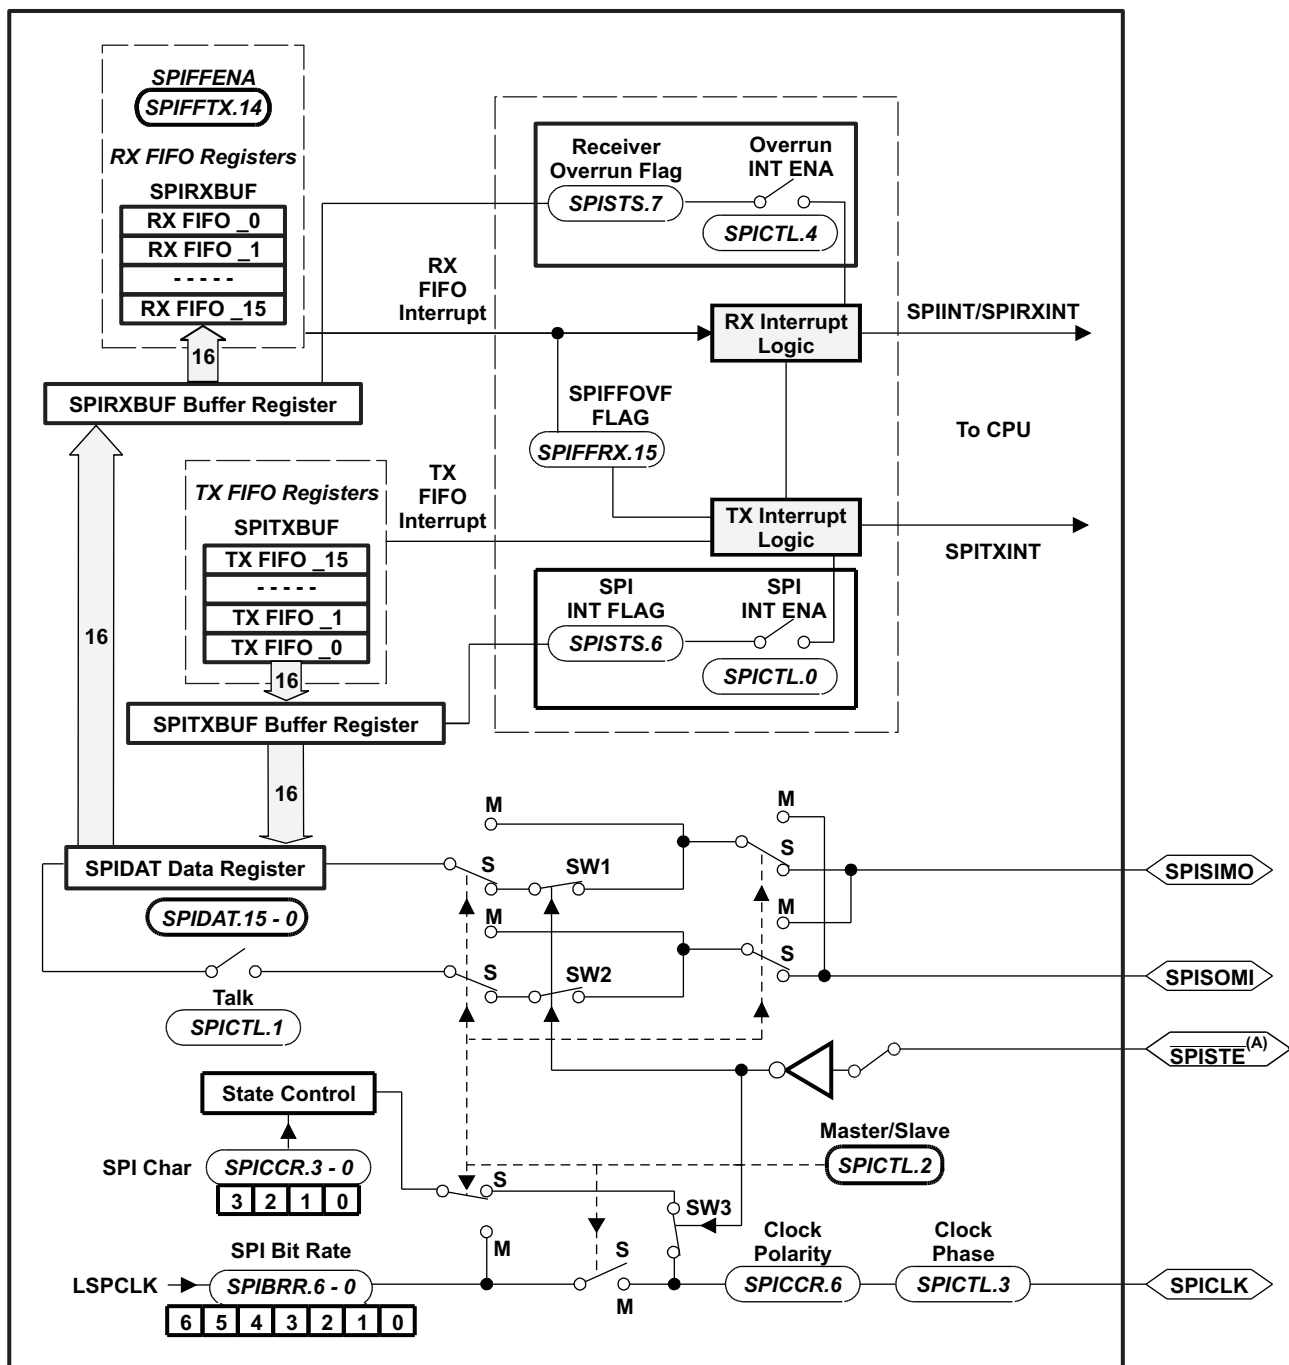 SPIFFENA
SPIFFTX.14
RX FIFO Registers
SPIRXBUF
RX FIFO _0
RX FIFO _1
- - - - -
RX FIFO _15
16
SPIRXBUF Buffer Register
Receiver
Overrun Flag
SPISTS.7
Overrun
INT ENA
SPICTL.4
RX
FIFO
Interrupt
RX Interrupt
Logic
SPIINT/SPIRXINT
SPIFFOVF
FLAG
SPIFFRX.15
To CPU
TX FIFO Registers
SPITXBUF
TX FIFO _15
- - - - -
TX FIFO _1
TX FIFO _0
16
16
TX
FIFO
Interrupt
TX Interrupt
Logic
SPITXINT
SPI
INT FLAG
SPISTS.6
SPI
INT ENA
SPICTL.0
SPITXBUF Buffer Register
16
SPIDAT Data Register
SPIDAT.15 - 0
M
S
SW1
M
S
SPISIMO
M
S
SW2
M
S
SPISOMI
Talk
SPICTL.1
SPISTE (A)
State Control
Master/Slave
SPICTL.2
SPI Char
SPICCR.3 - 0
3 2 1 0
S
SW3
M
S
M
SPI Bit Rate
LSPCLK
SPIBRR.6 - 0
6 5 4 3 2 1 0
Clock
Polarity
SPICCR.6
Clock
Phase
SPICTL.3
SPICLK